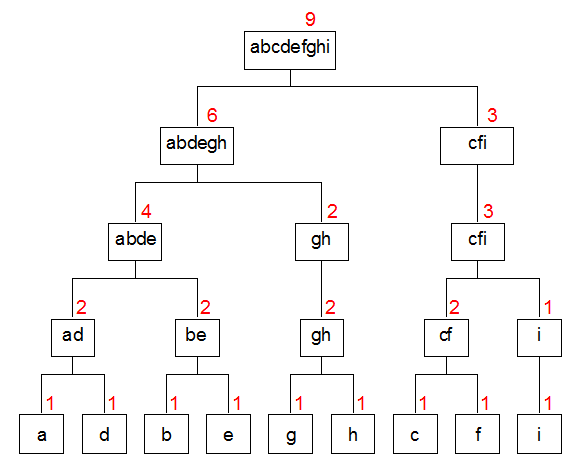 9
abcdefghi
6 3
abdegh cfi
4 2 3
abde gh cfi
2 2 2 2 1
ad be gh cf i
1 1 1 1 1 1 1 1 1
a d b e g h c f i